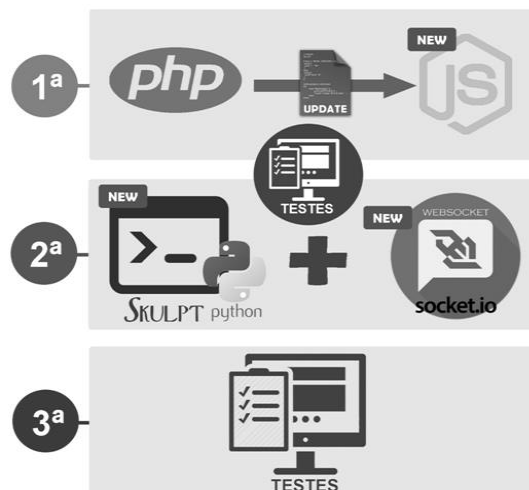 1ª
php
UPDATE
NEW
JS
TESTES
2ª
NEW
>_
SKULPT python
NEW
WEBSOCKET
socket.io
3ª
TESTES